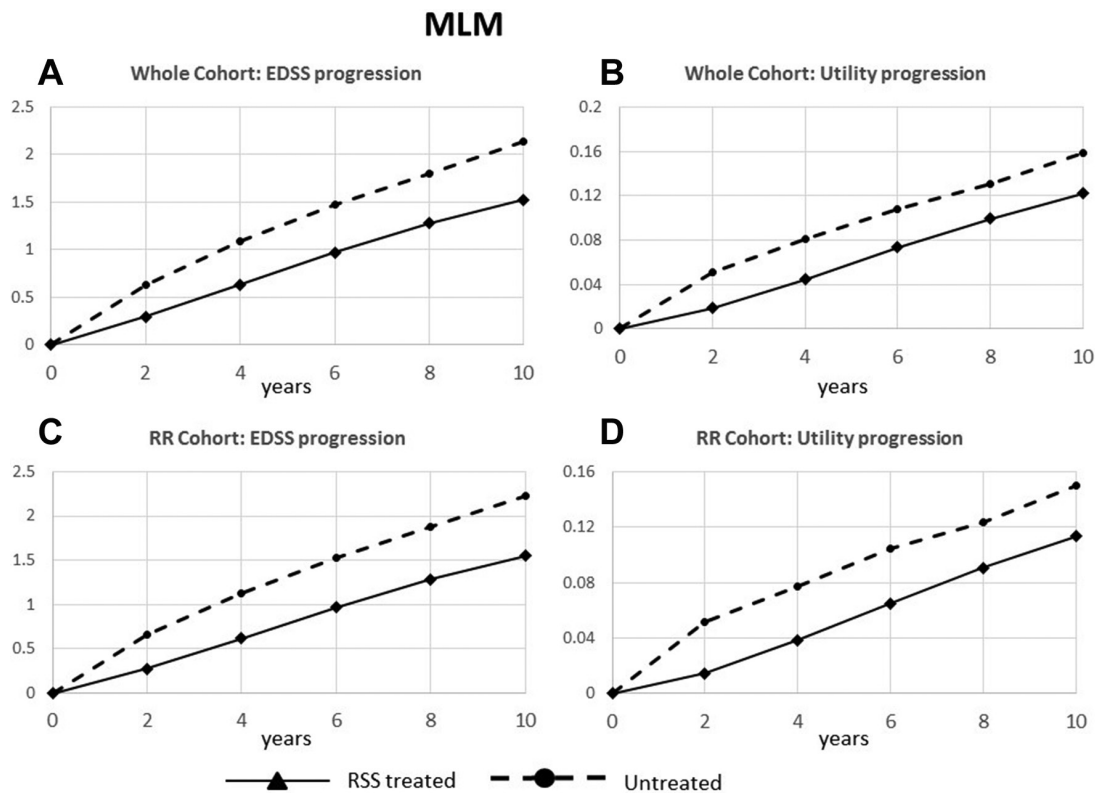 MLM
A
Whole Cohort: EDSS progression
2.5
2
1.5
1
0.5
0
0 2 4 6 8 10
years
B
Whole Cohort: Utility progression
0.2
0.16
0.12
0.08
0.04
0
0 2 4 6 8 10
years
C
RR Cohort: EDSS progression
2.5
2
1.5
1
0.5
0
0 2 4 6 8 10
years
D
RR Cohort: Utility progression
0.16
0.12
0.08
0.04
0
0 2 4 6 8 10
years
RSS treated
Untreated